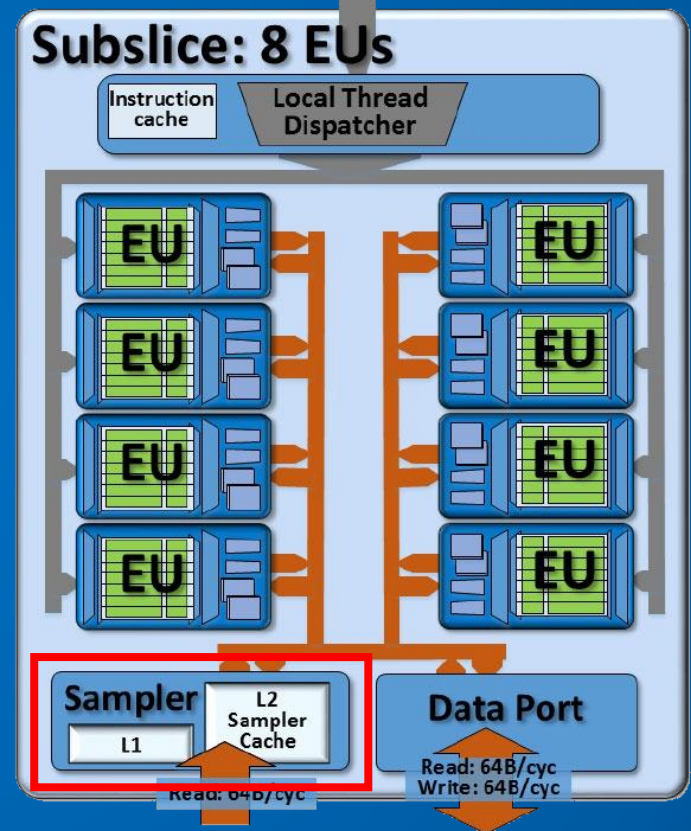 Subslice: 8 EUs
Instruction
cache
Local Thread
Dispatcher
EU
EU
EU
EU
EU
EU
EU
EU
Sampler
L1
L2
Sampler
Cache
Read: 64B/cyc
Data Port
Read: 64B/cyc
Write: 64B/cyc